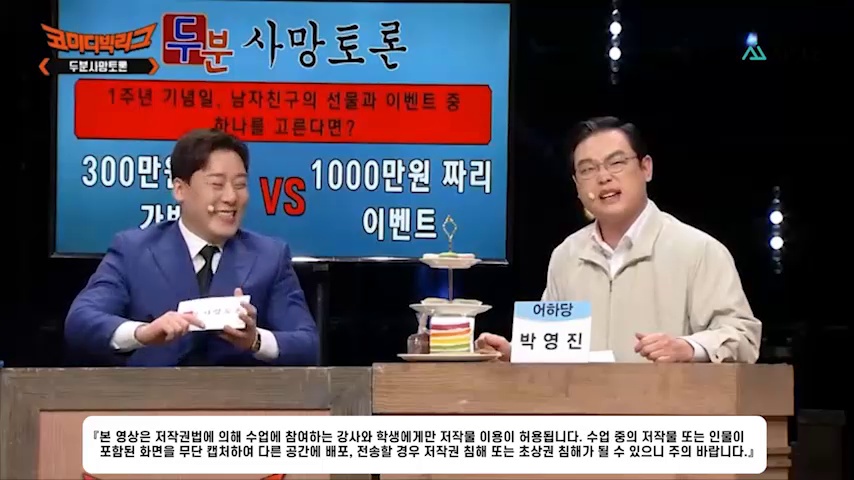 코미디빅리그
두분사망토론
두분 사망토론
1주년 기념일, 남자친구의 선물과 이벤트 중
하나를 고른다면?
300만원
가방
VS
1000만원 짜리
이벤트
사망토론
어하당
박영진
『본 영상은 저작권법에 의해 수업에 참여하는 강사와 학생에게만 저작물 이용이 허용됩니다. 수업 중의 저작물 또는 인물이
포함된 화면을 무단 캡처하여 다른 공간에 배포, 전송할 경우 저작권 침해 또는 초상권 침해가 될 수 있으니 주의 바랍니다.』